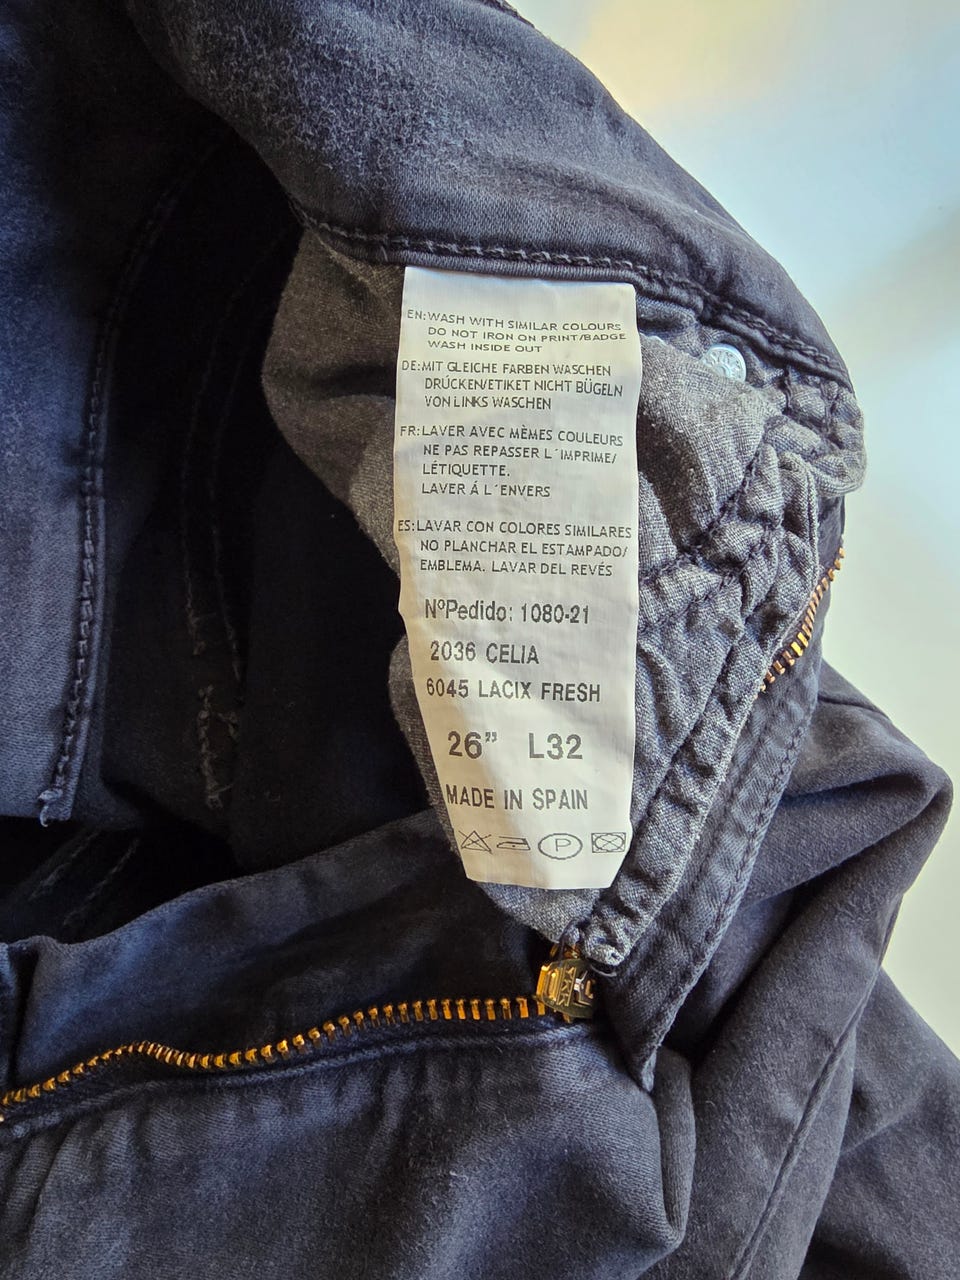 EN:WASH WITH SIMILAR COLOURS
DO NOT IRON ON PRINT/BADGE
WASH INSIDE OUT
DE:MIT GLEICHE FARBEN WASCHEN
DRÚCKEN/ETIKET NICHT BÜGELN
VON LINKS WASCHEN
FR:LAVER AVEC MÈMES COULEURS
NE PAS REPASSER L´IMPRIME/
LÉTIQUETTE.
LAVER Á L´ENVERS
ES:LAVAR CON COLORES SIMILARES
NO PLANCHAR EL ESTAMPADO/
EMBLEMA. LAVAR DEL REVÉS
NºPedido: 1080-21
2036 CELIA
6045 LACIX FRESH
26” L32
MADE IN SPAIN
P
YKK